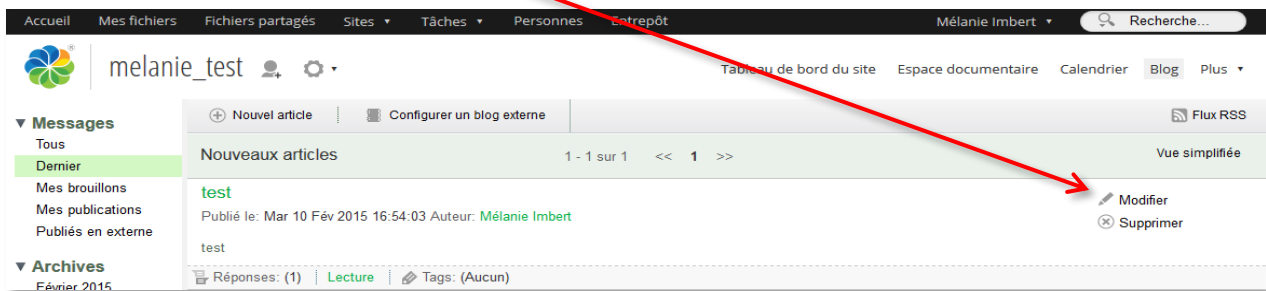 Accueil Mes fichiers Fichiers partagés Sites ▾ Tâches ▾ Personnes Entrepôt Mélanie Imbert ▾ Recherche...
melanie_test Tableau de bord du site Espace documentaire Calendrier Blog Plus ▾
Nouvel article Configurer un blog externe Flux RSS
▾ Messages
Tous
Dernier
Mes brouillons
Mes publications
Publiés en externe
▾ Archives
Février 2015
Nouveaux articles 1 - 1 sur 1 << 1 >> Vue simplifiée
test
Publié le: Mar 10 Fév 2015 16:54:03 Auteur: Mélanie Imbert
test
Modifier
Supprimer
Réponses: (1) Lecture Tags: (Aucun)